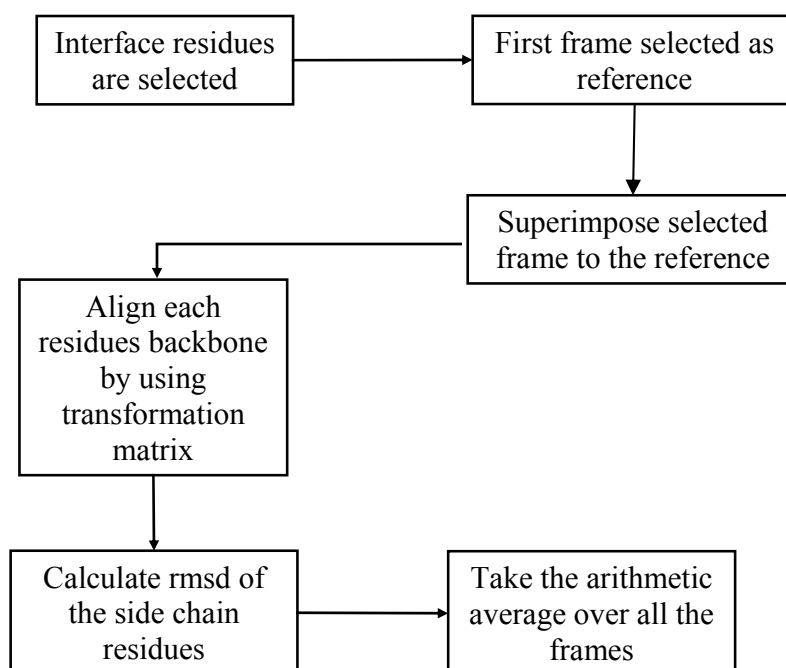 Interface residues
are selected
First frame selected as
reference
Superimpose selected
frame to the reference
Align each
residues backbone
by using
transformation
matrix
Calculate rmsd of
the side chain
residues
Take the arithmetic
average over all the
frames